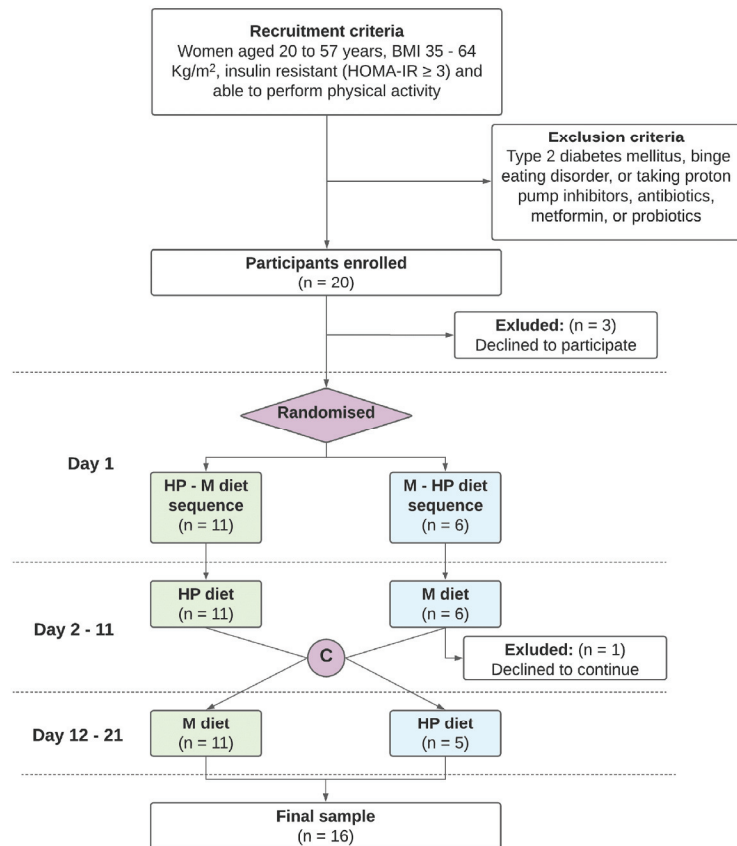 Recruitment criteria
Women aged 20 to 57 years, BMI 35 - 64
Kg/m², insulin resistant (HOMA-IR ≥ 3) and
able to perform physical activity
Exclusion criteria
Type 2 diabetes mellitus, binge
eating disorder, or taking proton
pump inhibitors, antibiotics,
metformin, or probiotics
Participants enrolled
(n = 20)
Exluded: (n = 3)
Declined to participate
Randomised
Day 1
HP - M diet
sequence
(n = 11)
M - HP diet
sequence
(n = 6)
Day 2 - 11
HP diet
(n = 11)
M diet
(n = 6)
C
Exluded: (n = 1)
Declined to continue
Day 12 - 21
M diet
(n = 11)
HP diet
(n = 5)
Final sample
(n = 16)